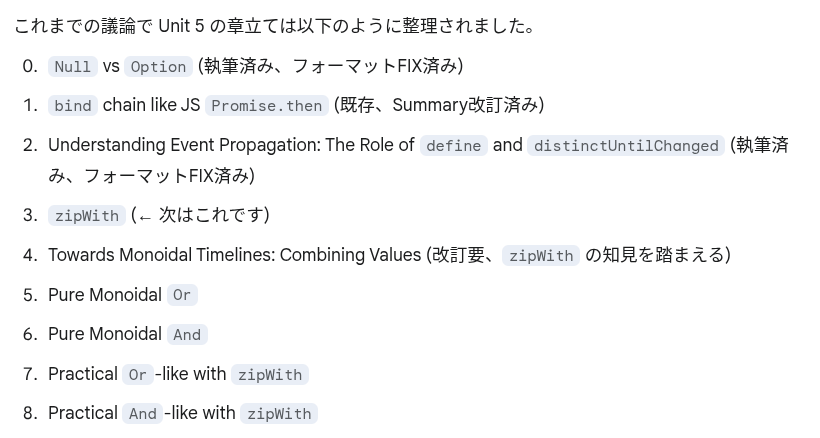 これまでの議論で Unit 5 の章立ては以下のように整理されました。
0. Null vs Option (執筆済み、フォーマットFIX済み)
1. bind chain like JS Promise.then (既存、Summary改訂済み)
2. Understanding Event Propagation: The Role of define and distinctUntilChanged (執筆済
み、フォーマットFIX済み)
3. zipWith (← 次はこれです)
4. Towards Monoidal Timelines: Combining Values (改訂要、 zipWith の知見を踏まえる)
5. Pure Monoidal Or
6. Pure Monoidal And
7. Practical Or -like with zipWith
8. Practical And -like with zipWith